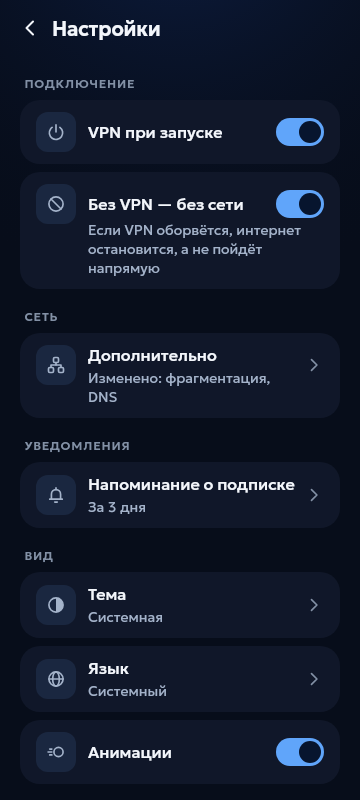 Настройки
ПОДКЛЮЧЕНИЕ
VPN при запуске
Без VPN — без сети
Если VPN оборвётся, интернет
остановится, а не пойдёт
напрямую
СЕТЬ
Дополнительно
Изменено: фрагментация,
DNS
УВЕДОМЛЕНИЯ
Напоминание о подписке
За 3 дня
ВИД
Тема
Системная
Язык
Системный
Анимации